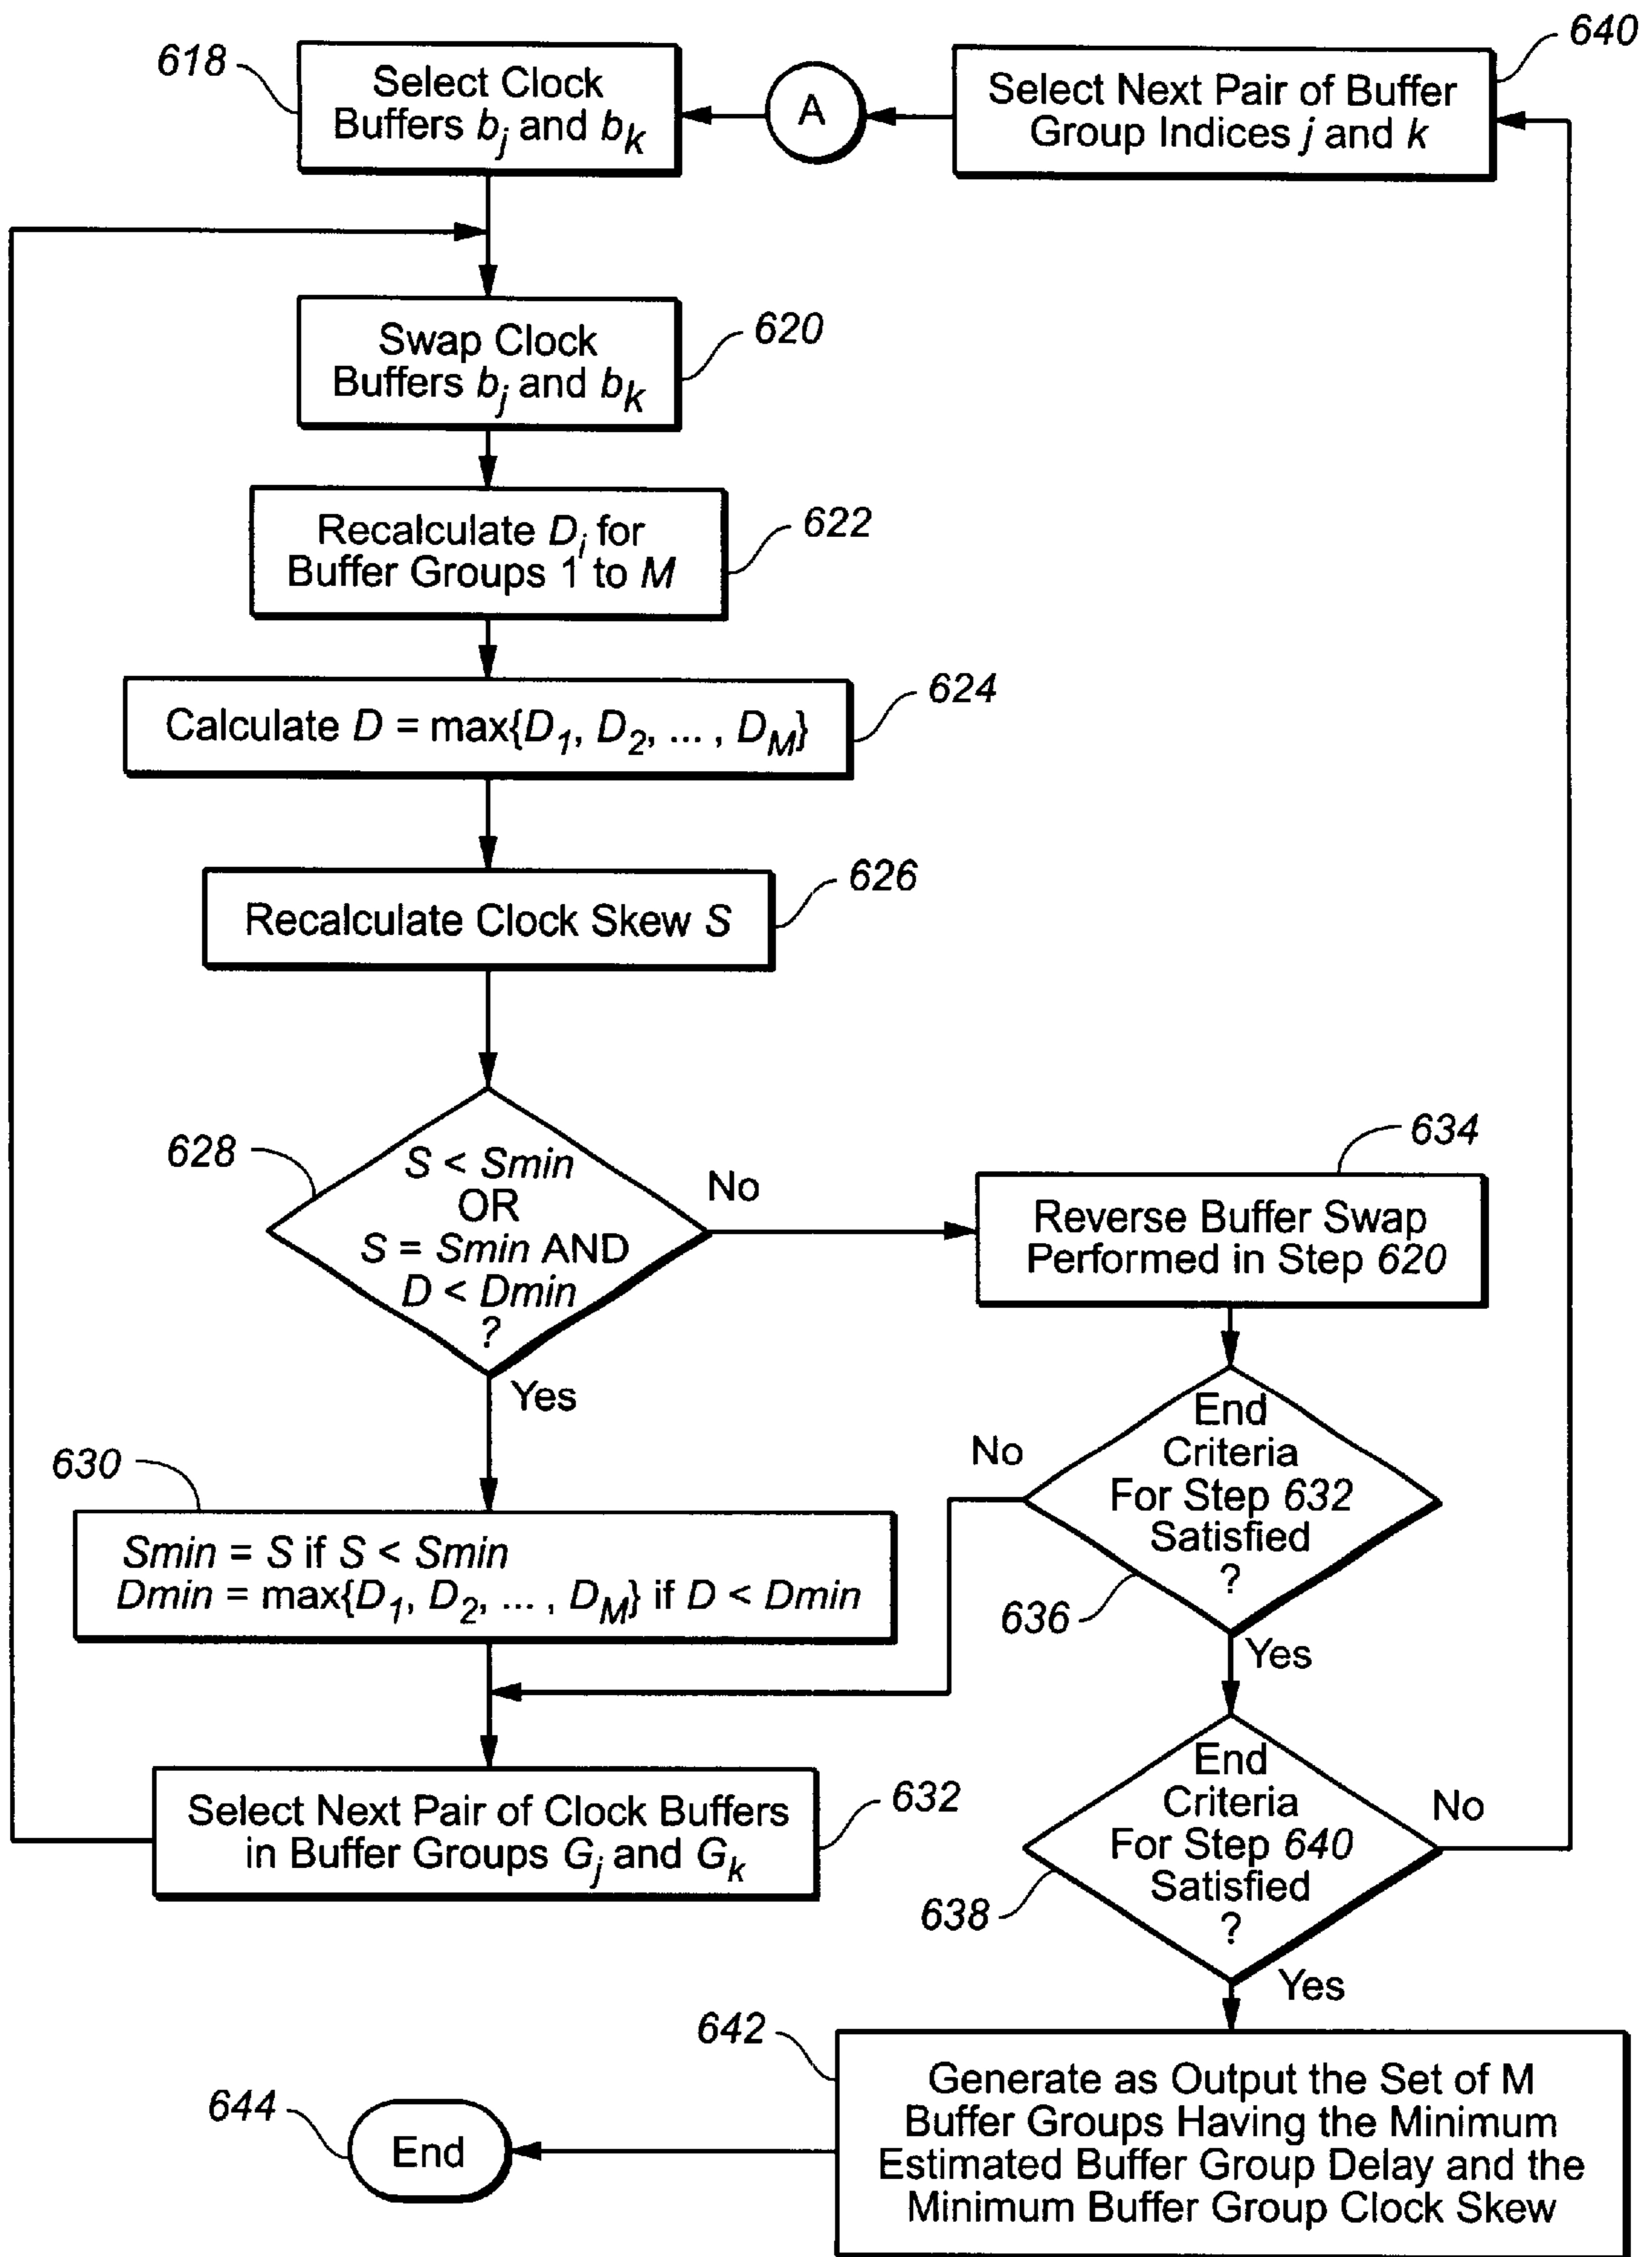 618
Select Clock
Buffers bj and bk
A
Select Next Pair of Buffer
Group Indices j and k
640
Swap Clock
Buffers bj and bk
620
Recalculate Di for
Buffer Groups 1 to M
622
Calculate D = max{D1, D2, ... , DM}
624
Recalculate Clock Skew S
626
628
S < Smin
OR
S = Smin AND
D < Dmin
?
No
Yes
634
Reverse Buffer Swap
Performed in Step 620
630
Smin = S if S < Smin
Dmin = max{D1, D2, ... , DM} if D < Dmin
No
End
Criteria
For Step 632
Satisfied
?
636
Yes
Select Next Pair of Clock Buffers
in Buffer Groups Gj and Gk
632
End
Criteria
For Step 640
Satisfied
?
No
638
Yes
642
Generate as Output the Set of M
Buffer Groups Having the Minimum
Estimated Buffer Group Delay and the
Minimum Buffer Group Clock Skew
644
End